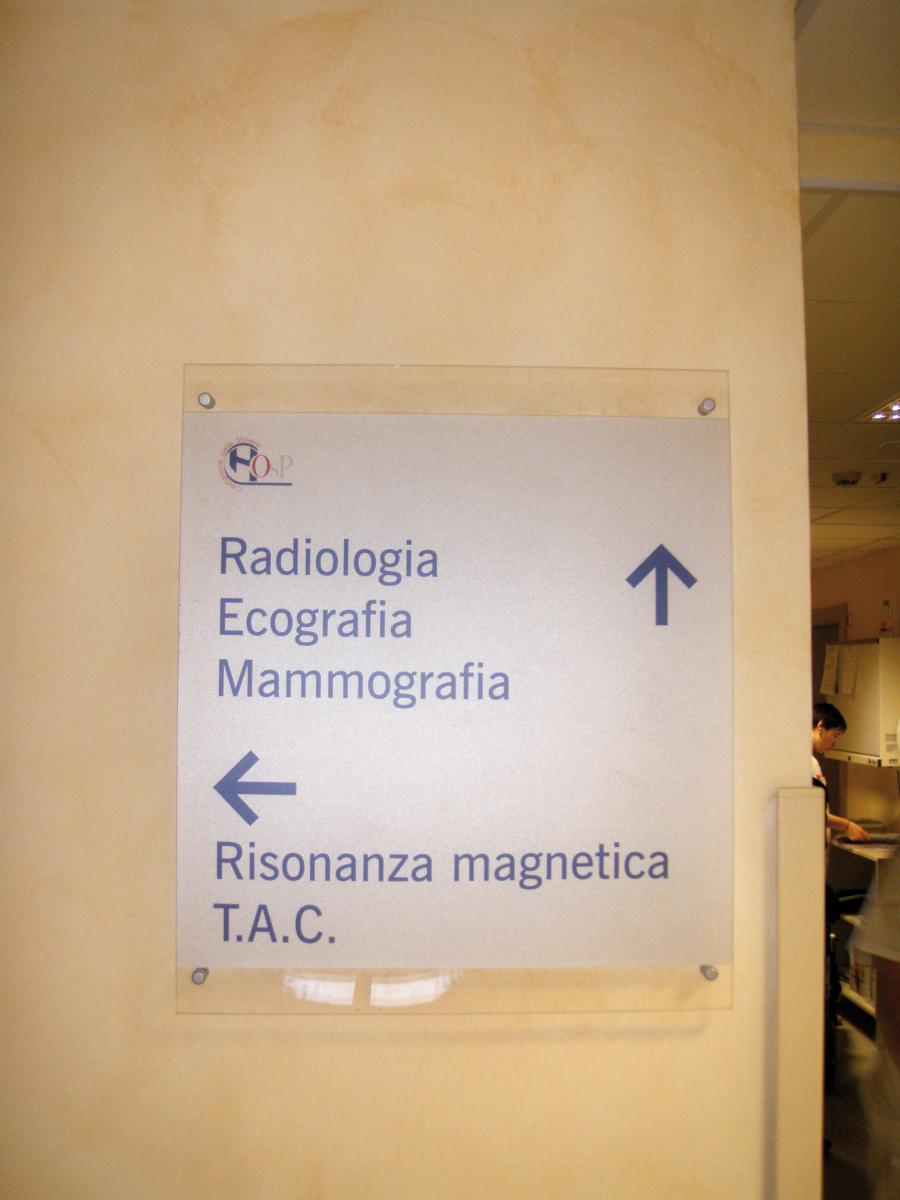 HOsP
Radiologia
Ecografia
Mammografia
Risonanza magnetica
T.A.C.